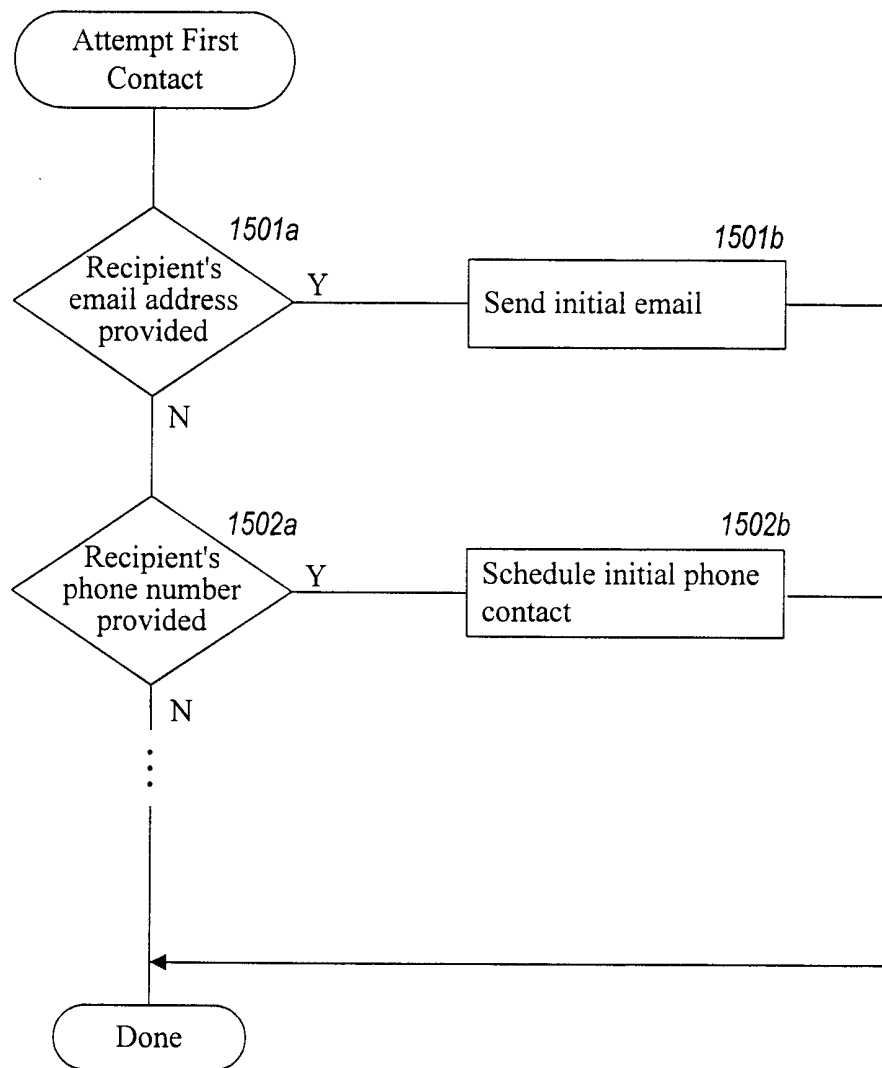 Attempt First
Contact
1501a
Recipient's
email address
provided
Y
1501b
Send initial email
N
1502a
Recipient's
phone number
provided
Y
1502b
Schedule initial phone
contact
N
Done